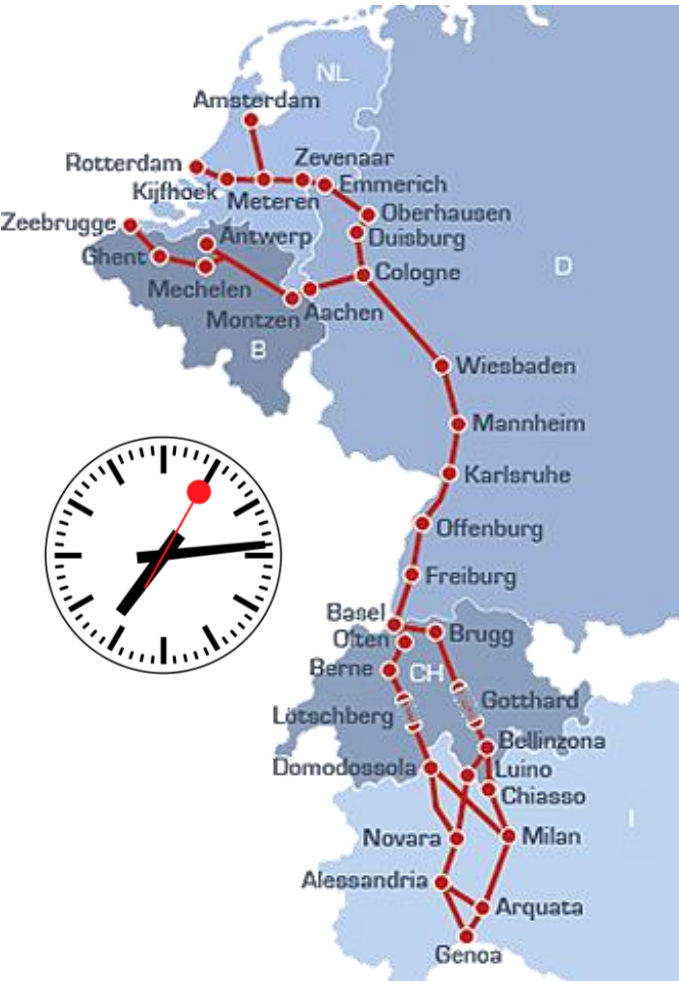 NL
Amsterdam
Rotterdam
Zevenaar
Kijfhoek
Meteren
Emmerich
Oberhausen
Zeebrugge
Antwerp
Duisburg
Ghent
Cologne
D
Mechelen
Aachen
Montzen
B
Wiesbaden
Mannheim
Karlsruhe
Offenburg
Freiburg
Basel
Olten
Brugg
Berne
CH
Gotthard
Lötschberg
Bellinzona
Domodossola
Luino
Chiasso
I
Novara
Milan
Alessandria
Arquata
Genoa